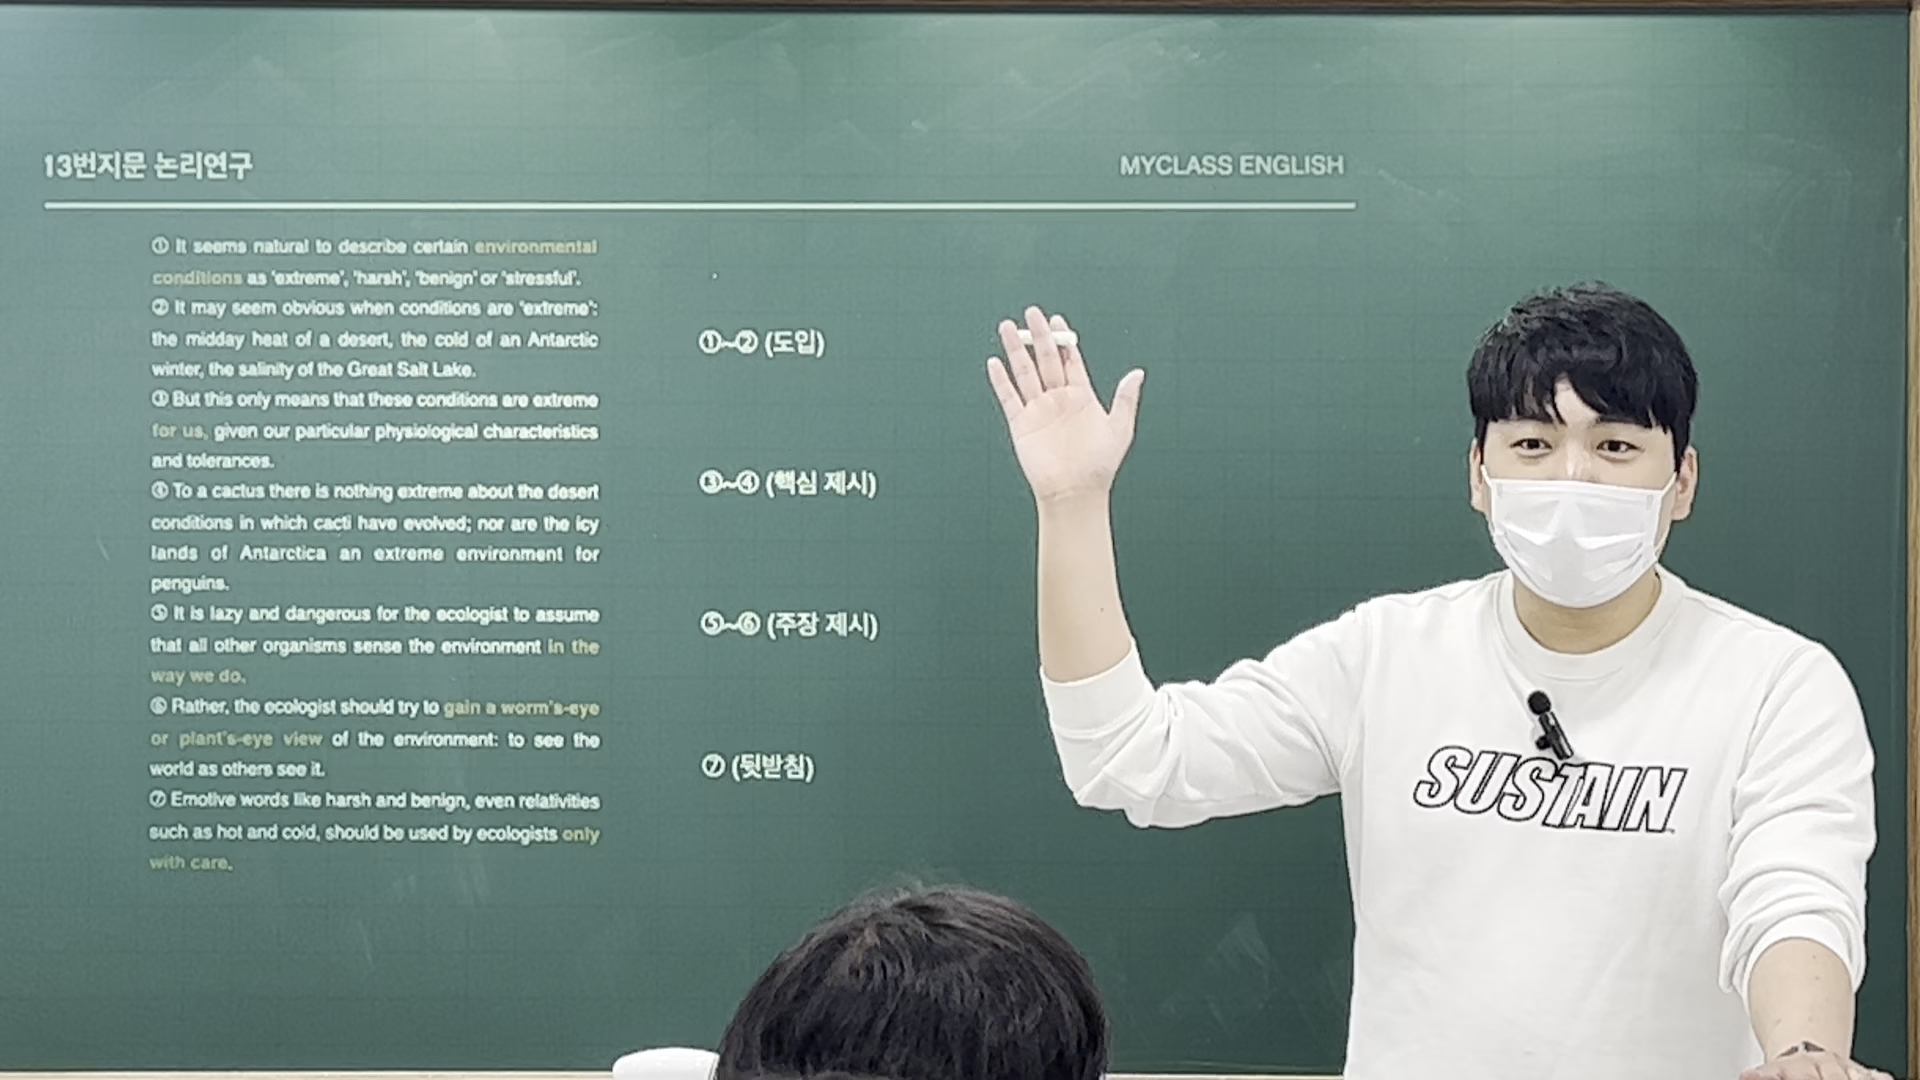 13번지문 논리연구
MYCLASS ENGLISH
① It seems natural to describe certain environmental
conditions as 'extreme', 'harsh', 'benign' or 'stressful'.
② It may seem obvious when conditions are 'extreme':
the midday heat of a desert, the cold of an Antarctic
winter, the salinity of the Great Salt Lake.
③ But this only means that these conditions are extreme
for us, given our particular physiological characteristics
and tolerances.
④ To a cactus there is nothing extreme about the desert
conditions in which cacti have evolved; nor are the icy
lands of Antarctica an extreme environment for
penguins.
⑤ It is lazy and dangerous for the ecologist to assume
that all other organisms sense the environment in the
way we do.
⑥ Rather, the ecologist should try to gain a worm's-eye
or plant's-eye view of the environment: to see the
world as others see it.
⑦ Emotive words like harsh and benign, even relativities
such as hot and cold, should be used by ecologists only
with care.
①~② (도입)
③~④ (핵심 제시)
⑤~⑥ (주장 제시)
⑦ (뒷받침)
SUSTAIN